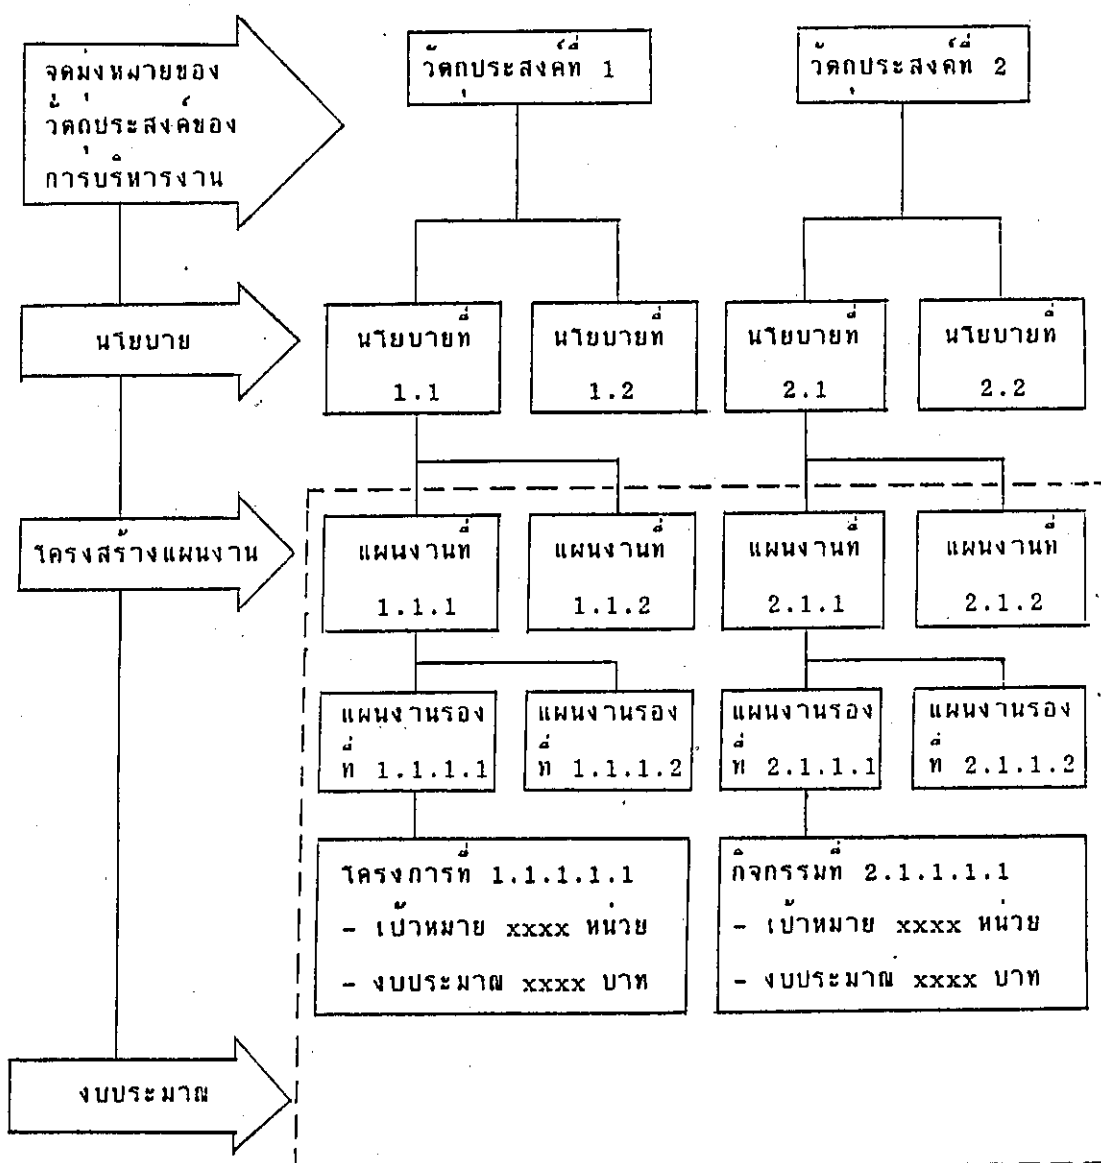 จุดมุ่งหมายของ
วัตถุประสงค์ของ
การบริหารงาน
วัตถุประสงค์ที่ 1
วัตถุประสงค์ที่ 2
นโยบาย
นโยบายที่
1.1
นโยบายที่
1.2
นโยบายที่
2.1
นโยบายที่
2.2
โครงสร้างแผนงาน
แผนงานที่
1.1.1
แผนงานที่
1.1.2
แผนงานที่
2.1.1
แผนงานที่
2.1.2
แผนงานรอง
ที่ 1.1.1.1
แผนงานรอง
ที่ 1.1.1.2
แผนงานรอง
ที่ 2.1.1.1
แผนงานรอง
ที่ 2.1.1.2
โครงการที่ 1.1.1.1.1
- เป้าหมาย xxxx หน่วย
- งบประมาณ xxxx บาท
กิจกรรมที่ 2.1.1.1.1
- เป้าหมาย xxxx หน่วย
- งบประมาณ xxxx บาท
งบประมาณ